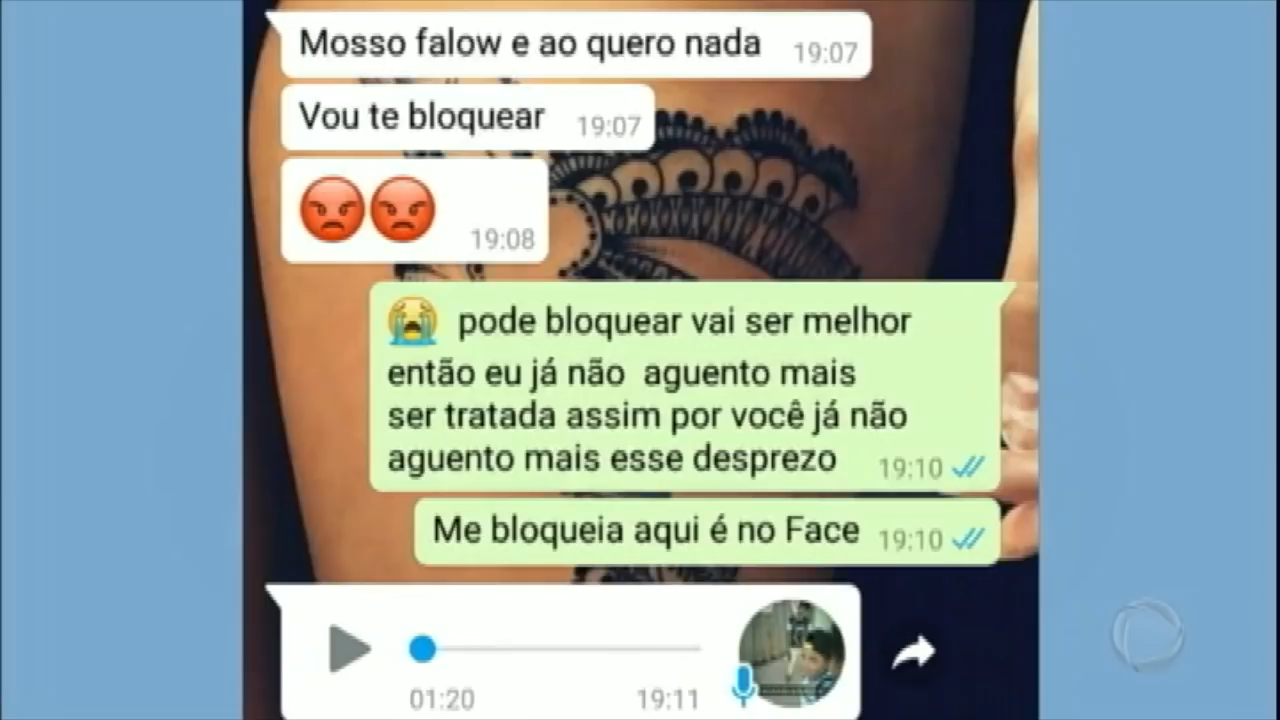 Mosso falow e ao quero nada 19:07
Vou te bloquear 19:07
😡😡 19:08
😭 pode bloquear vai ser melhor
então eu já não aguento mais
ser tratada assim por você já não
aguento mais esse desprezo 19:10
Me bloqueia aqui é no Face 19:10
01:20 19:11